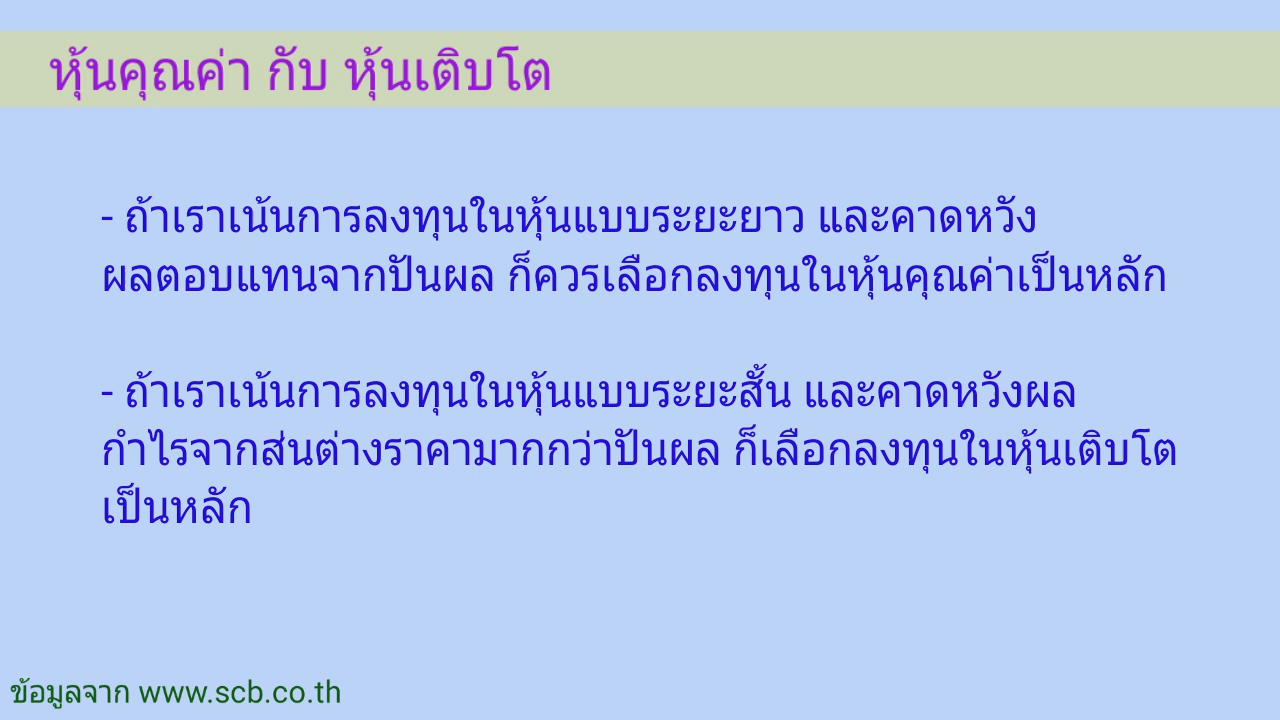 หุ้นคุณค่า กับ หุ้นเติบโต
- ถ้าเราเน้นการลงทุนในหุ้นแบบระยะยาว และคาดหวัง
ผลตอบแทนจากปันผล ก็ควรเลือกลงทุนในหุ้นคุณค่าเป็นหลัก
- ถ้าเราเน้นการลงทุนในหุ้นแบบระยะสั้น และคาดหวังผล
กำไรจากส่นต่างราคามากกว่าปันผล ก็เลือกลงทุนในหุ้นเติบโต
เป็นหลัก
ข้อมูลจาก www.scb.co.th